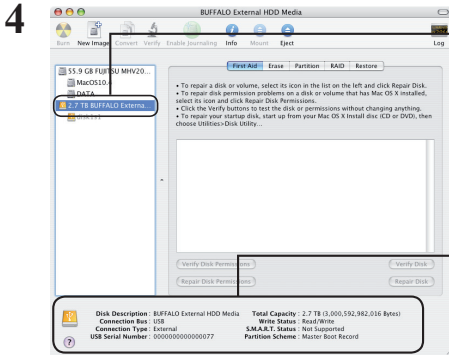 4
BUFFALO External HDD Media
Burn New Image Convert Verify Enable Journaling Info Mount Eject Log
55.9 GB FUJITSU MHV20...
MacOS10.4
DATA
2.7 TB BUFFALO Externa...
disk1s1
First Aid Erase Partition RAID Restore
• To repair a disk or volume, select its icon in the list on the left and click Repair Disk.
• To repair disk permission problems on a disk or volume that has Mac OS X installed,
select its icon and click Repair Disk Permissions.
• Click the Verify buttons to test the disk or permissions without changing anything.
• To repair your startup disk, start up from your Mac OS X Install disc (CD or DVD), then
choose Utilities>Disk Utility...
Verify Disk Permissions Verify Disk
Repair Disk Permissions Repair Disk
Disk Description : BUFFALO External HDD Media Total Capacity : 2.7 TB (3,000,592,982,016 Bytes)
Connection Bus : USB Write Status : Read/Write
Connection Type : External S.M.A.R.T. Status : Not Supported
USB Serial Number : 0000000000000077 Partition Scheme : Master Boot Record
?